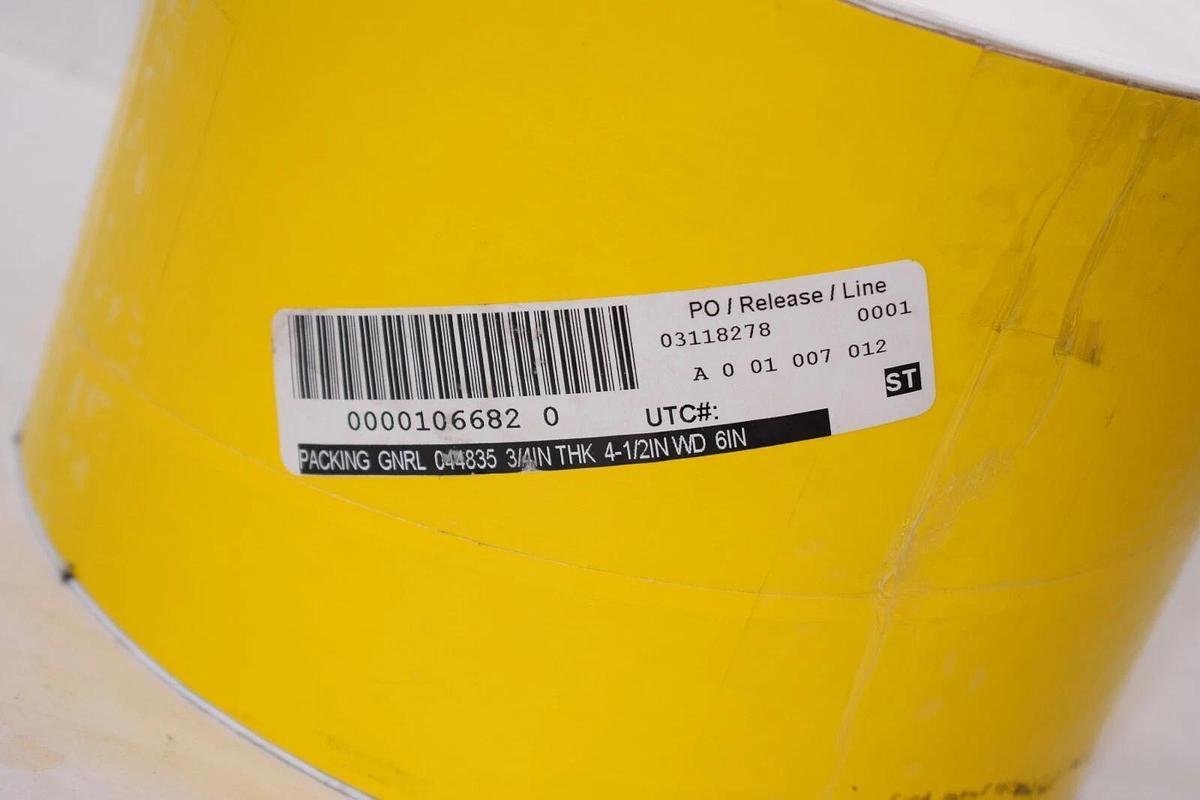 PO / Release / Line
03118278 0001
A 0 01 007 012
ST
0000106682 0 UTC#:
PACKING GNRL 044835 3/4IN THK 4-1/2IN WD 6IN